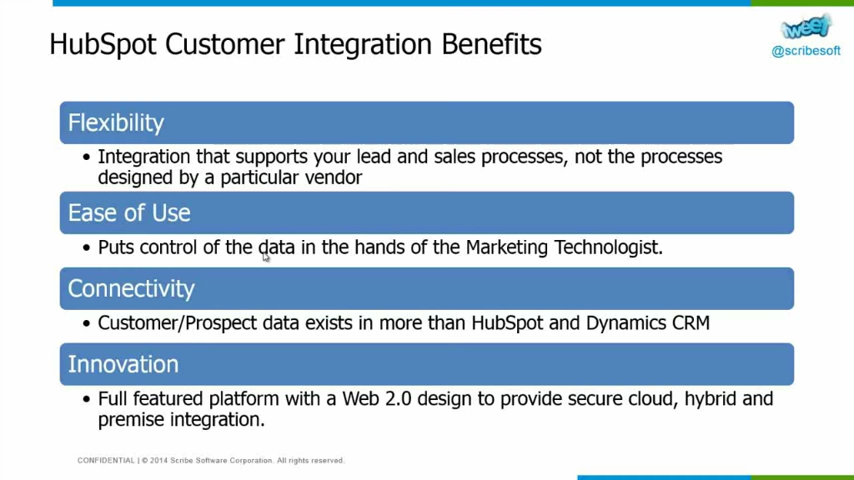 HubSpot Customer Integration Benefits
tweet
@scribesoft
Flexibility
• Integration that supports your lead and sales processes, not the processes
designed by a particular vendor
Ease of Use
• Puts control of the data in the hands of the Marketing Technologist.
Connectivity
• Customer/Prospect data exists in more than HubSpot and Dynamics CRM
Innovation
• Full featured platform with a Web 2.0 design to provide secure cloud, hybrid and
premise integration.
CONFIDENTIAL | © 2014 Scribe Software Corporation. All rights reserved.